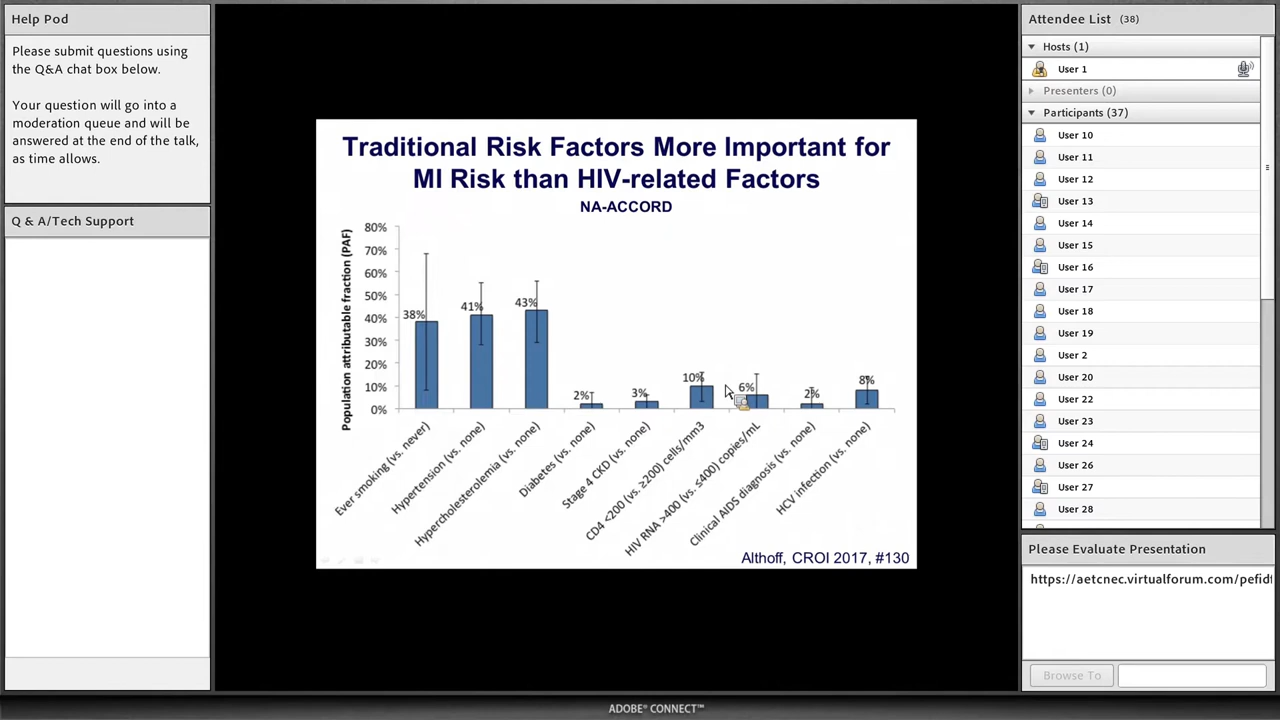 Help Pod
Please submit questions using
the Q&A chat box below.
Your question will go into a
moderation queue and will be
answered at the end of the talk,
as time allows.
Q & A/Tech Support
Traditional Risk Factors More Important for
MI Risk than HIV-related Factors
NA-ACCORD
Population attributable fraction (PAF)
80%
70%
60%
50%
40%
30%
20%
10%
0%
38%
41%
43%
2%
3%
10%
6%
2%
8%
Ever smoking (vs. never)
Hypertension (vs. none)
Hypercholesterolemia (vs. none)
Diabetes (vs. none)
Stage 4 CKD (vs. none)
CD4 <200 (vs. ≥200) cells/mm3
HIV RNA >400 (vs. ≤400) copies/mL
Clinical AIDS diagnosis (vs. none)
HCV infection (vs. none)
Althoff, CROI 2017, #130
Attendee List (38)
Hosts (1)
User 1
Presenters (0)
Participants (37)
User 10
User 11
User 12
User 13
User 14
User 15
User 16
User 17
User 18
User 19
User 2
User 20
User 22
User 23
User 24
User 26
User 27
User 28
Please Evaluate Presentation
https://aetcnec.virtualforum.com/pefidf
Browse To
ADOBE® CONNECT™